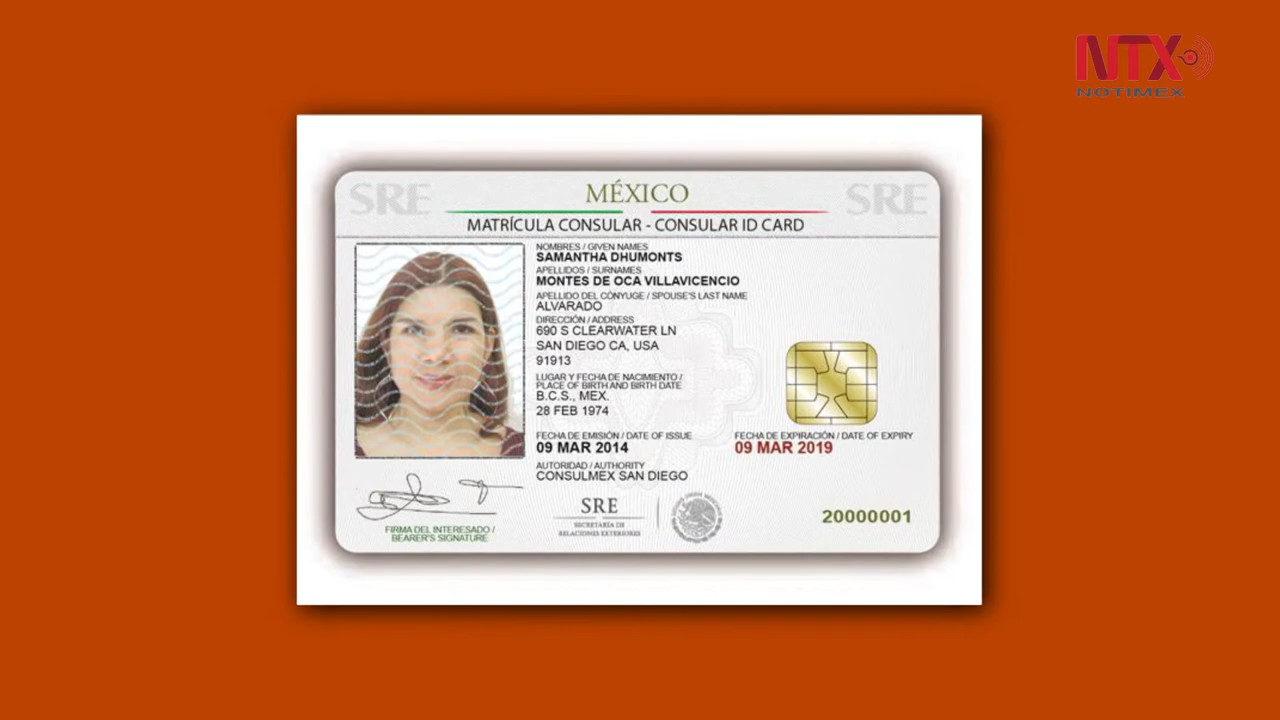 NTX
NOTIMEX
SRE
MÉXICO
SRE
MATRÍCULA CONSULAR - CONSULAR ID CARD
NOMBRES / GIVEN NAMES
SAMANTHA DHUMONTS
APELLIDOS / SURNAMES
MONTES DE OCA VILLAVICENCIO
APELLIDO DEL CÓNYUGE / SPOUSE'S LAST NAME
ALVARADO
DIRECCIÓN / ADDRESS
690 S CLEARWATER LN
SAN DIEGO CA, USA
91913
LUGAR Y FECHA DE NACIMIENTO /
PLACE OF BIRTH AND BIRTH DATE
B.C.S., MEX.
28 FEB 1974
FECHA DE EMISIÓN / DATE OF ISSUE
09 MAR 2014
FECHA DE EXPIRACIÓN / DATE OF EXPIRY
09 MAR 2019
AUTORIDAD / AUTHORITY
CONSULMEX SAN DIEGO
FIRMA DEL INTERESADO /
BEARER'S SIGNATURE
SRE
SECRETARÍA DE
RELACIONES EXTERIORES
20000001